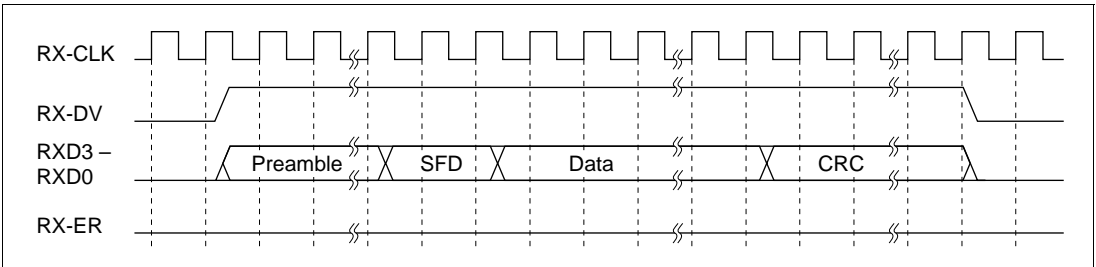 RX-CLK
RX-DV
RXD3 –
RXD0
Preamble SFD Data CRC
RX-ER